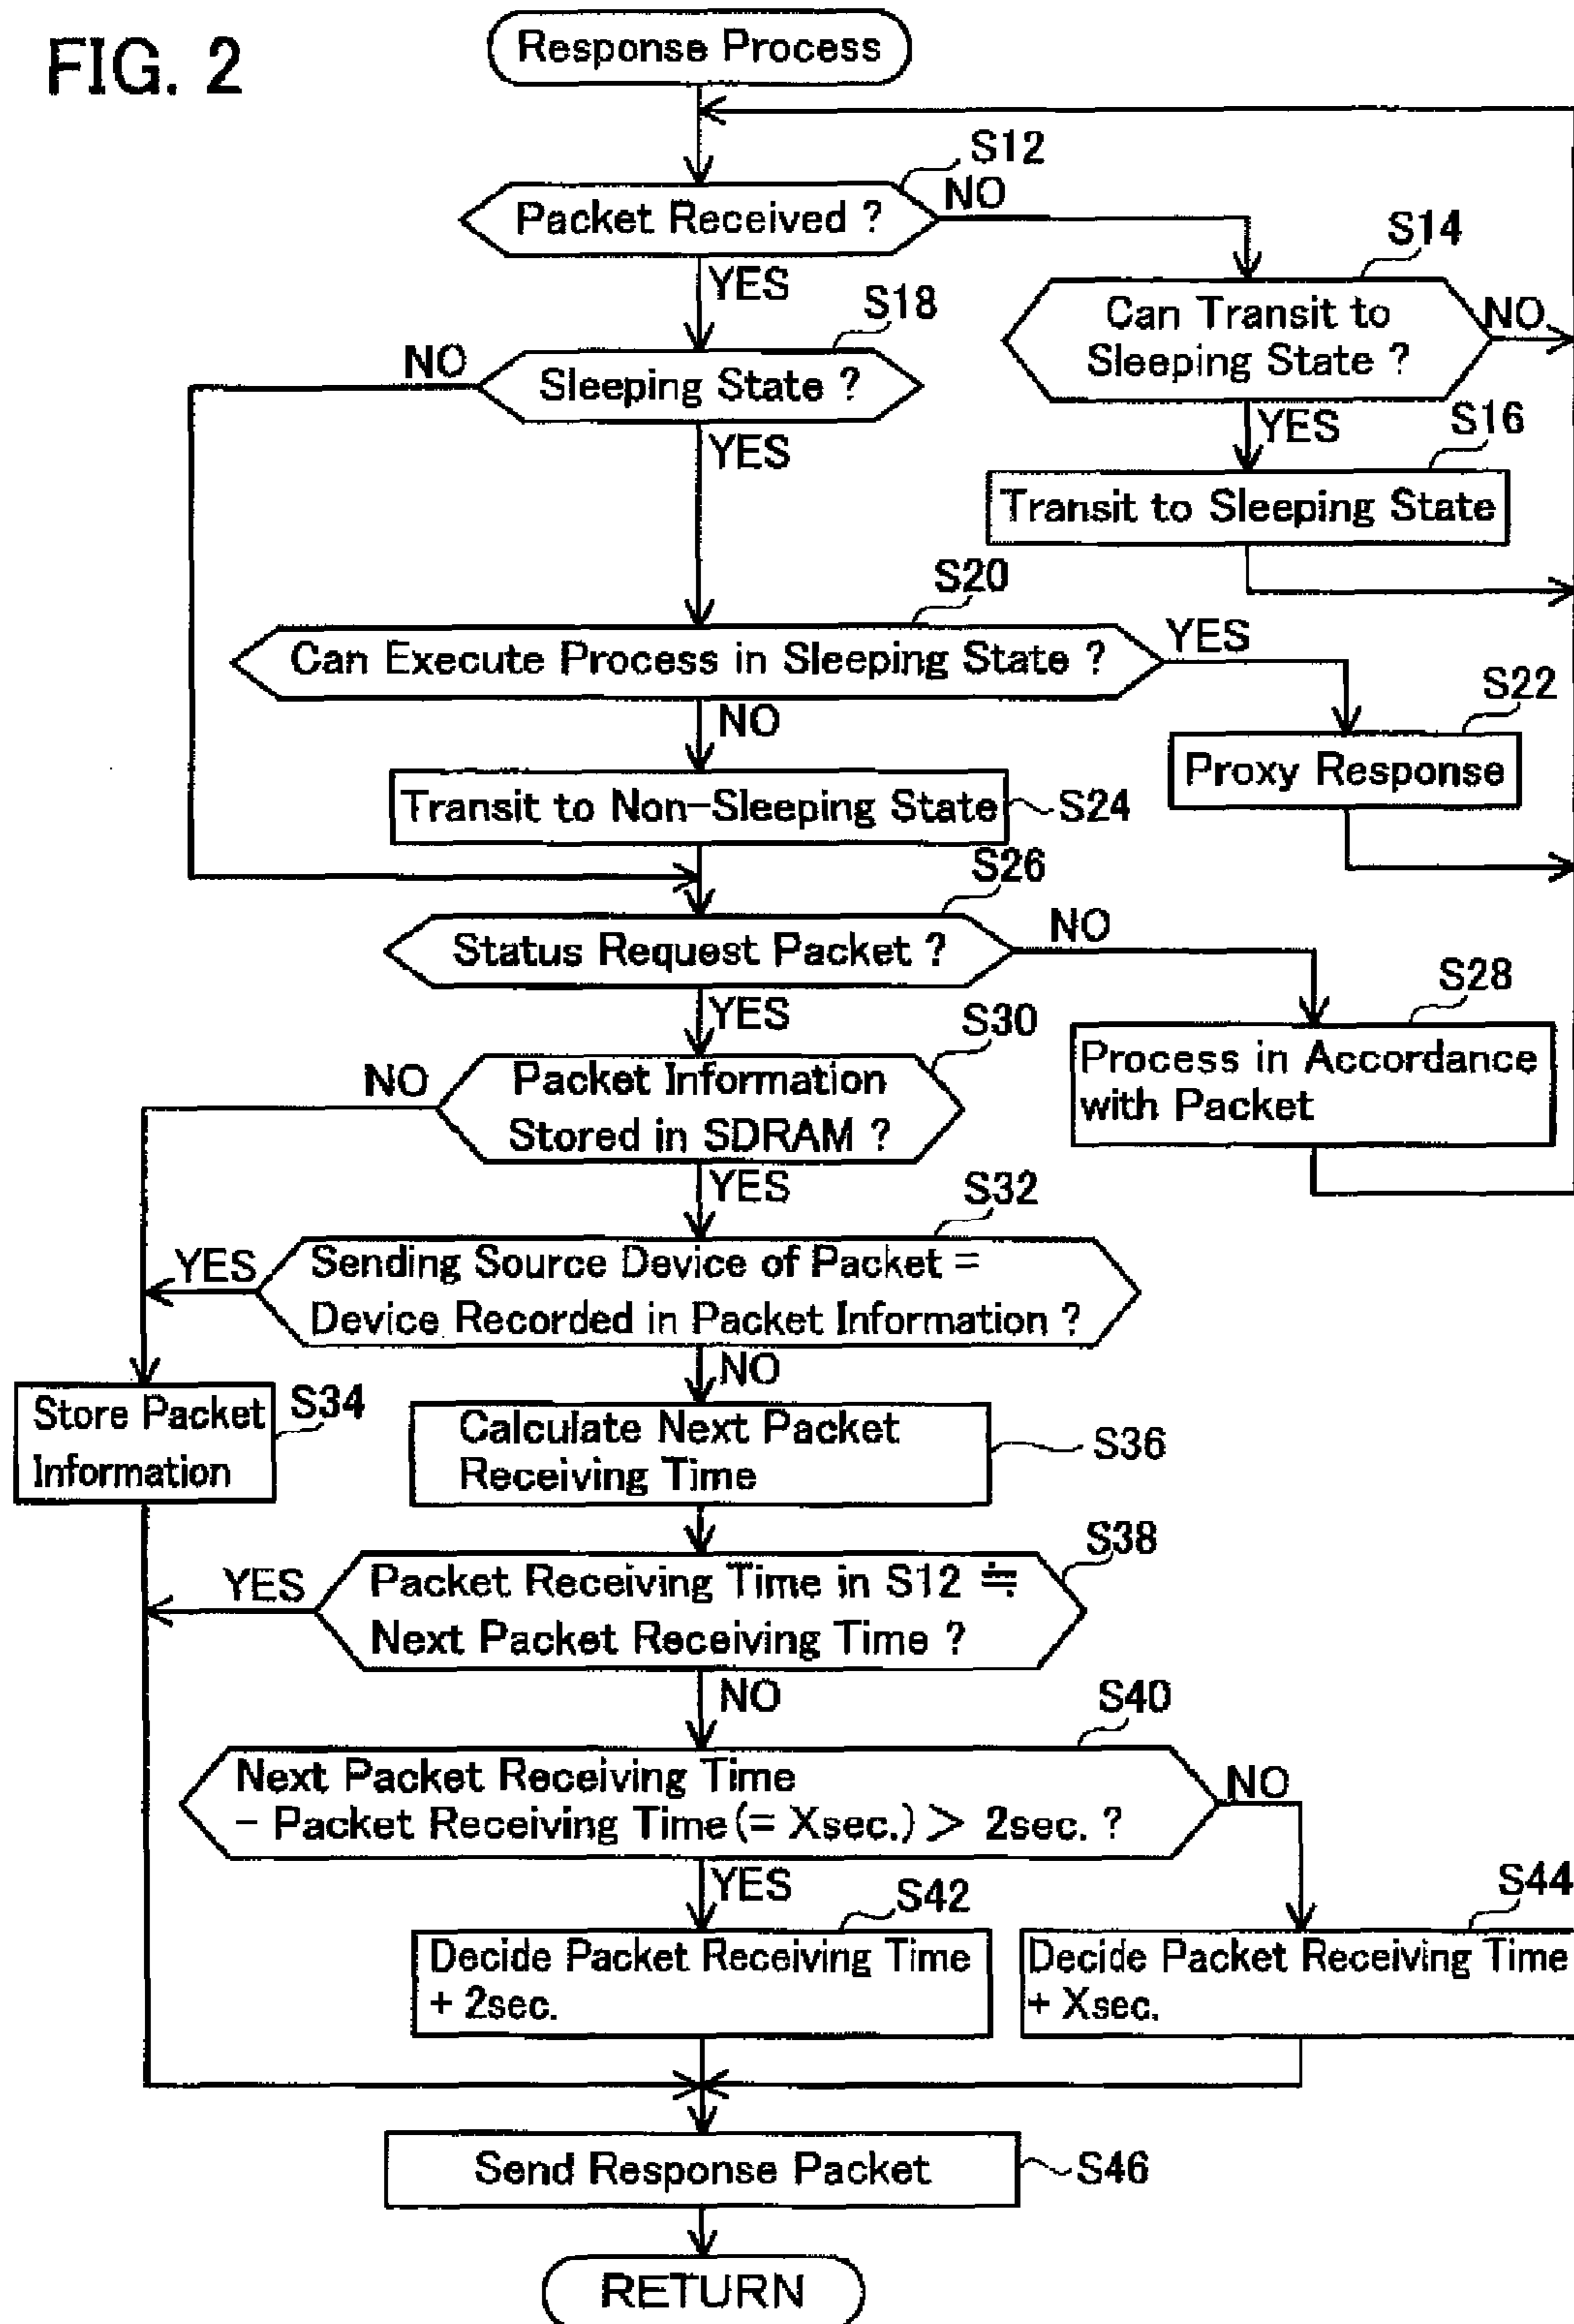 FIG. 2
Response Process
S12
Packet Received ?
NO
YES
S14
Can Transit to
Sleeping State ?
NO
YES
S16
Transit to Sleeping State
S18
Sleeping State ?
NO
YES
S20
Can Execute Process in Sleeping State ?
YES
NO
S22
Proxy Response
Transit to Non-Sleeping State
S24
S26
Status Request Packet ?
NO
YES
S28
Process in Accordance
with Packet
S30
Packet Information
Stored in SDRAM ?
NO
YES
S32
Sending Source Device of Packet =
Device Recorded in Packet Information ?
YES
NO
Store Packet
Information
S34
Calculate Next Packet
Receiving Time
S36
S38
Packet Receiving Time in S12 ≒
Next Packet Receiving Time ?
YES
NO
S40
Next Packet Receiving Time
- Packet Receiving Time (= Xsec.) > 2sec. ?
NO
YES
S42
Decide Packet Receiving Time
+ 2sec.
S44
Decide Packet Receiving Time
+ Xsec.
Send Response Packet
S46
RETURN